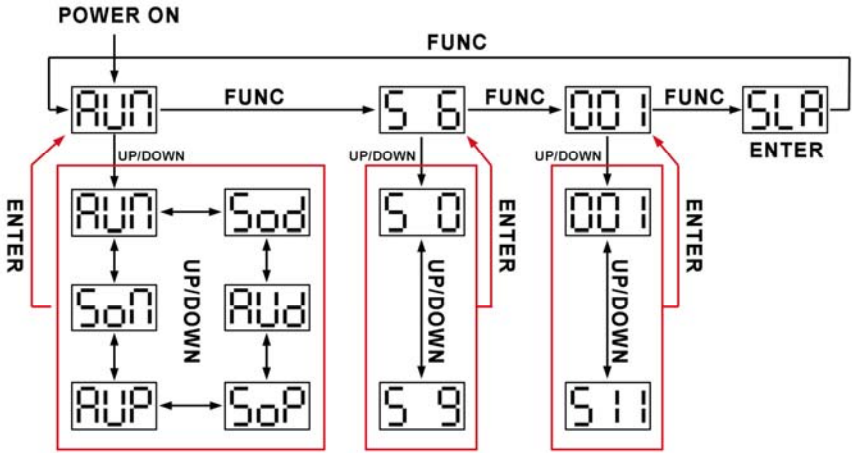 POWER ON
FUNC
AUN FUNC S 6 FUNC 001 FUNC SLA
ENTER
UP/DOWN UP/DOWN UP/DOWN
AUN Sod S 0 001
ENTER UP/DOWN UP/DOWN ENTER UP/DOWN ENTER
SoN AUd
AUP SoP S 9 S11